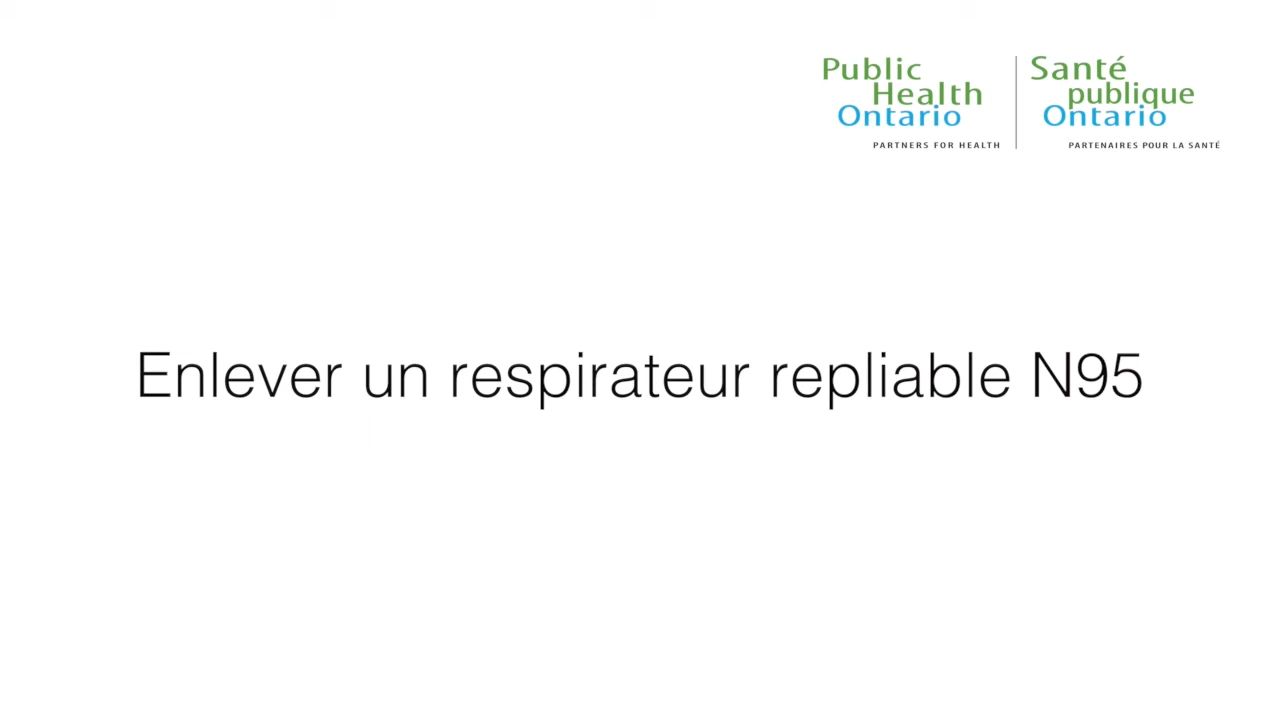 Public
Health
Ontario
PARTNERS FOR HEALTH
Santé
publique
Ontario
PARTENAIRES POUR LA SANTÉ
Enlever un respirateur repliable N95